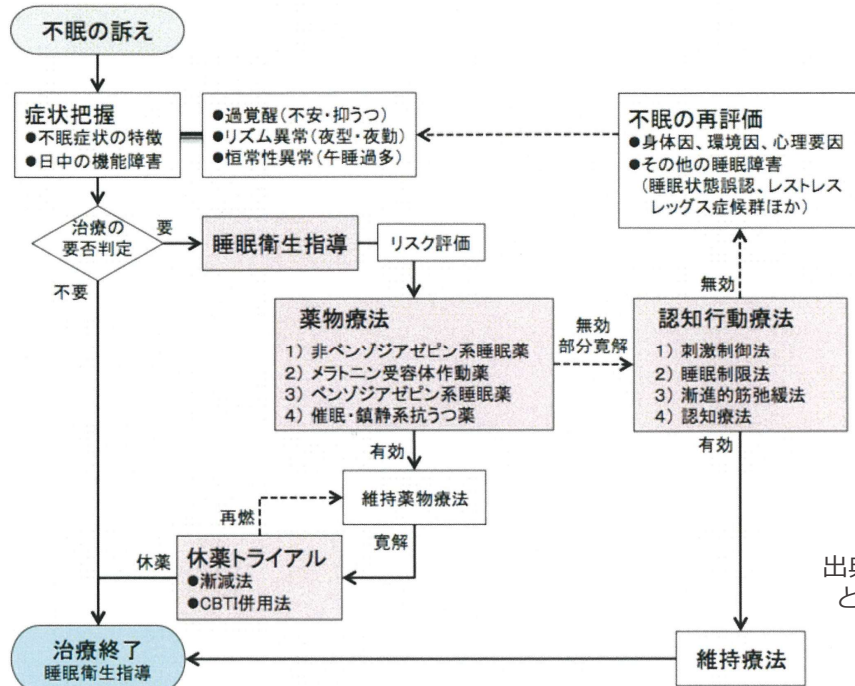 不眠の訴え
症状把握
●不眠症状の特徴
●日中の機能障害
●過覚醒(不安・抑うつ)
●リズム異常(夜型・夜勤)
●恒常性異常(午睡過多)
不眠の再評価
●身体因、環境因、心理要因
●その他の睡眠障害
(睡眠状態誤認、レストレス
レッグス症候群ほか)
治療の
要否判定
要
不要
睡眠衛生指導
リスク評価
薬物療法
1) 非ベンゾジアゼピン系睡眠薬
2) メラトニン受容体作動薬
3) ベンゾジアゼピン系睡眠薬
4) 催眠・鎮静系抗うつ薬
無効
部分寛解
無効
認知行動療法
1) 刺激制御法
2) 睡眠制限法
3) 漸進的筋弛緩法
4) 認知療法
有効
有効
維持薬物療法
再燃
寛解
休薬
休薬トライアル
●漸減法
●CBTI併用法
治療終了
睡眠衛生指導
維持療法
出典
と